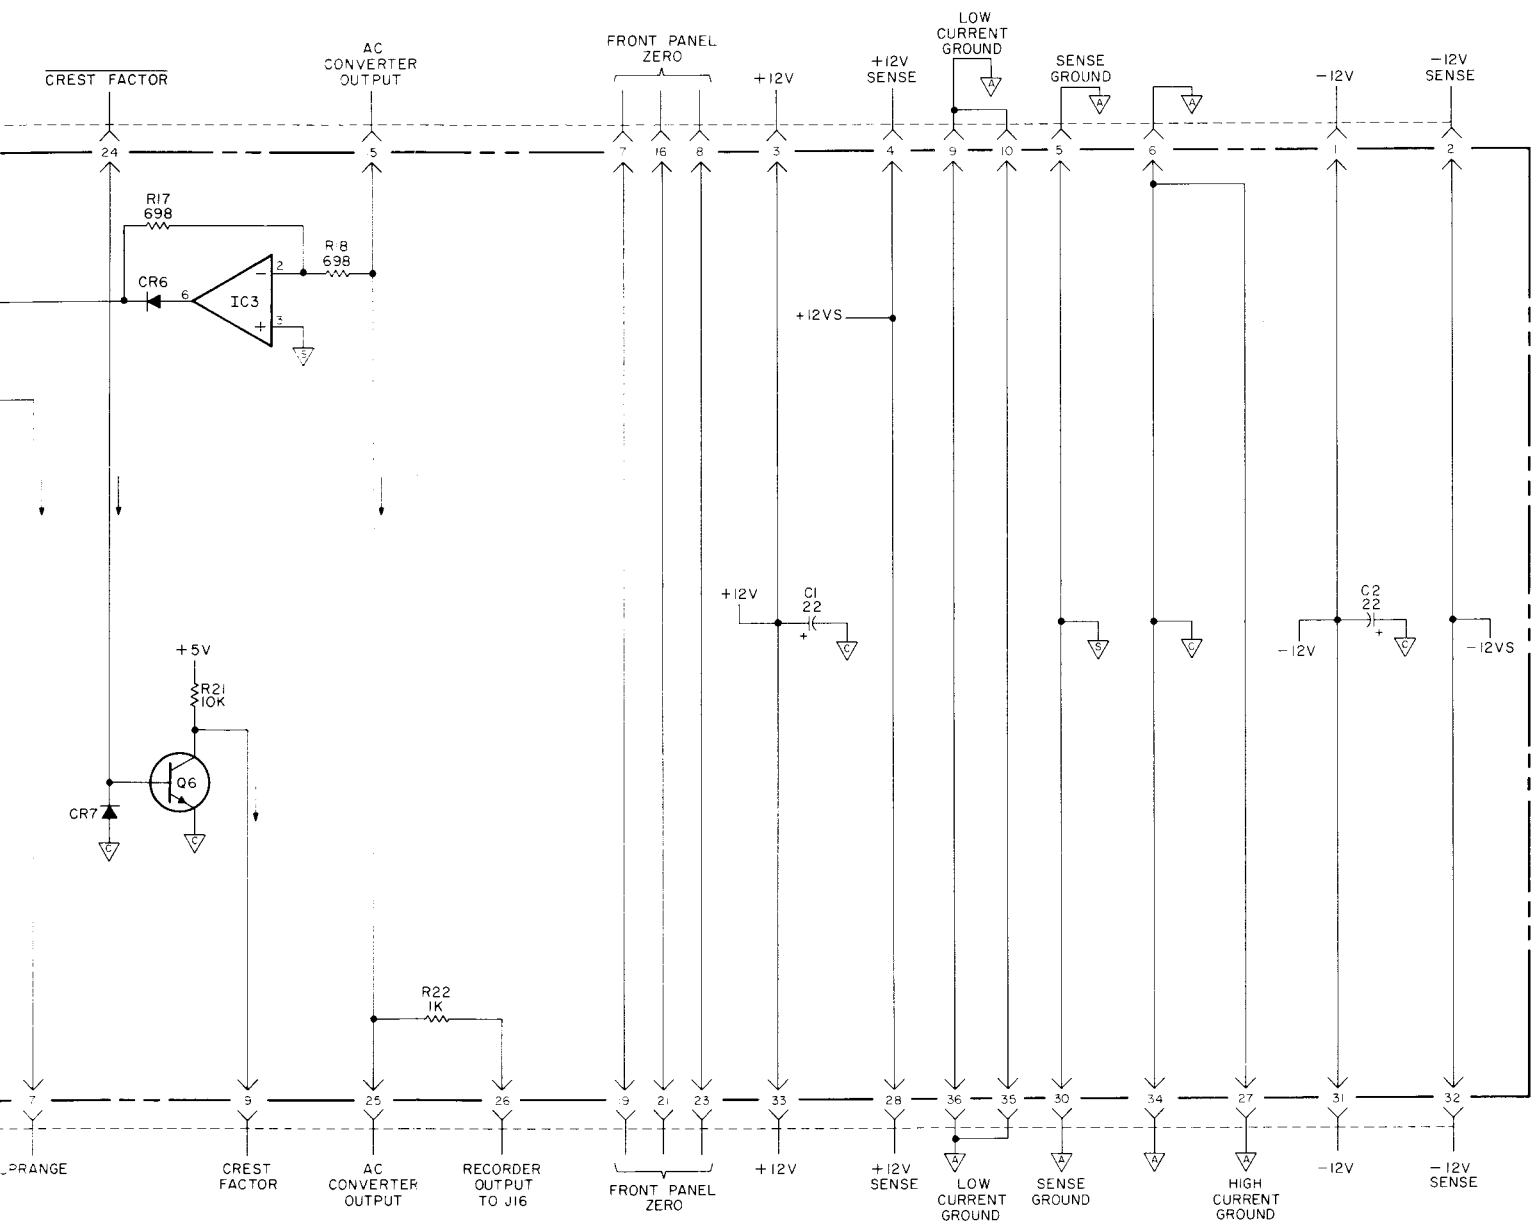 CREST FACTOR
AC
CONVERTER
OUTPUT
FRONT PANEL
ZERO
+12V
+12V
SENSE
LOW
CURRENT
GROUND
A
SENSE
GROUND
A
A
-12V
-12V
SENSE
24
5
7
16
8
3
4
9
10
5
6
1
2
R17
698
R18
698
CR6
6
IC3
2
3
-
+
S
+12VS
+12V
C1
22
+
C
S
C
-12V
C2
22
+
C
-12VS
+5V
R21
10K
Q6
CR7
C
C
R22
1K
7
9
25
26
19
21
23
33
28
36
35
30
34
27
31
32
A
A
A
A
PRANGE
CREST
FACTOR
AC
CONVERTER
OUTPUT
RECORDER
OUTPUT
TO J16
FRONT PANEL
ZERO
+12V
+12V
SENSE
LOW
CURRENT
GROUND
SENSE
GROUND
HIGH
CURRENT
GROUND
-12V
-12V
SENSE